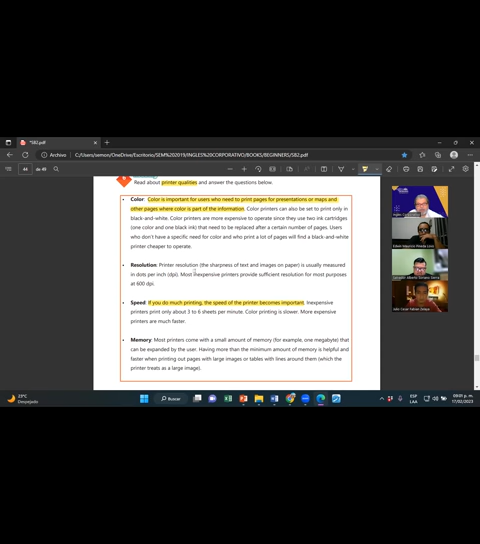 *SB2.pdf
Archivo
C:/Users/semon/OneDrive/Escritorio/SEM%202019/INGLES%20CORPORATIVO/BOOKS/BEGINNERS/SB2.pdf
44 de 49
Read about printer qualities and answer the questions below.
• Color: Color is important for users who need to print pages for presentations or maps and
other pages where color is part of the information. Color printers can also be set to print only in
black-and-white. Color printers are more expensive to operate since they use two ink cartridges
(one color and one black ink) that need to be replaced after a certain number of pages. Users
who don't have a specific need for color and who print a lot of pages will find a black-and-white
printer cheaper to operate.
• Resolution: Printer resolution (the sharpness of text and images on paper) is usually measured
in dots per inch (dpi). Most inexpensive printers provide sufficient resolution for most purposes
at 600 dpi.
• Speed: If you do much printing, the speed of the printer becomes important. Inexpensive
printers print only about 3 to 6 sheets per minute. Color printing is slower. More expensive
printers are much faster.
• Memory: Most printers come with a small amount of memory (for example, one megabyte) that
can be expanded by the user. Having more than the minimum amount of memory is helpful and
faster when printing out pages with large images or tables with lines around them (which the
printer treats as a large image).
23°C
Despejado
Buscar
ESP
LAA
17/02/2023